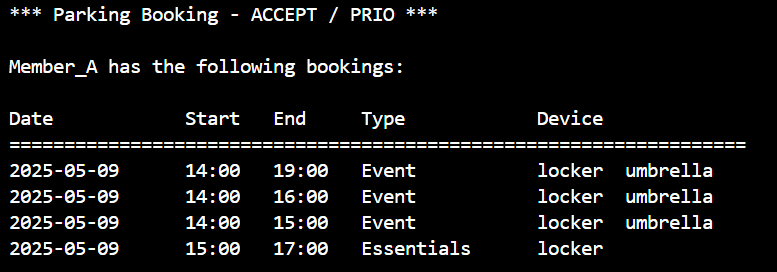 *** Parking Booking - ACCEPT / PRIO ***
Member_A has the following bookings:
Date Start End Type Device
===================================================================
2025-05-09 14:00 19:00 Event locker umbrella
2025-05-09 14:00 16:00 Event locker umbrella
2025-05-09 14:00 15:00 Event locker umbrella
2025-05-09 15:00 17:00 Essentials locker